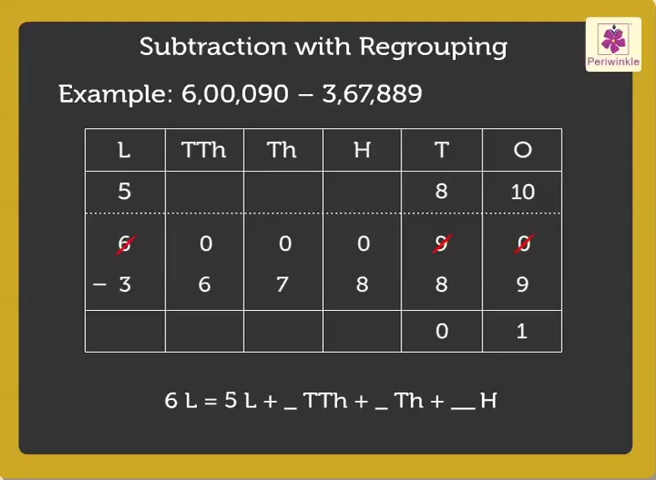 Subtraction with Regrouping
Periwinkle
Example: 6,00,090 – 3,67,889
L TTh Th H T O
5 8 10
6 0 0 0 9 0
– 3 6 7 8 8 9
0 1
6 L = 5 L + _ TTh + _ Th + __ H